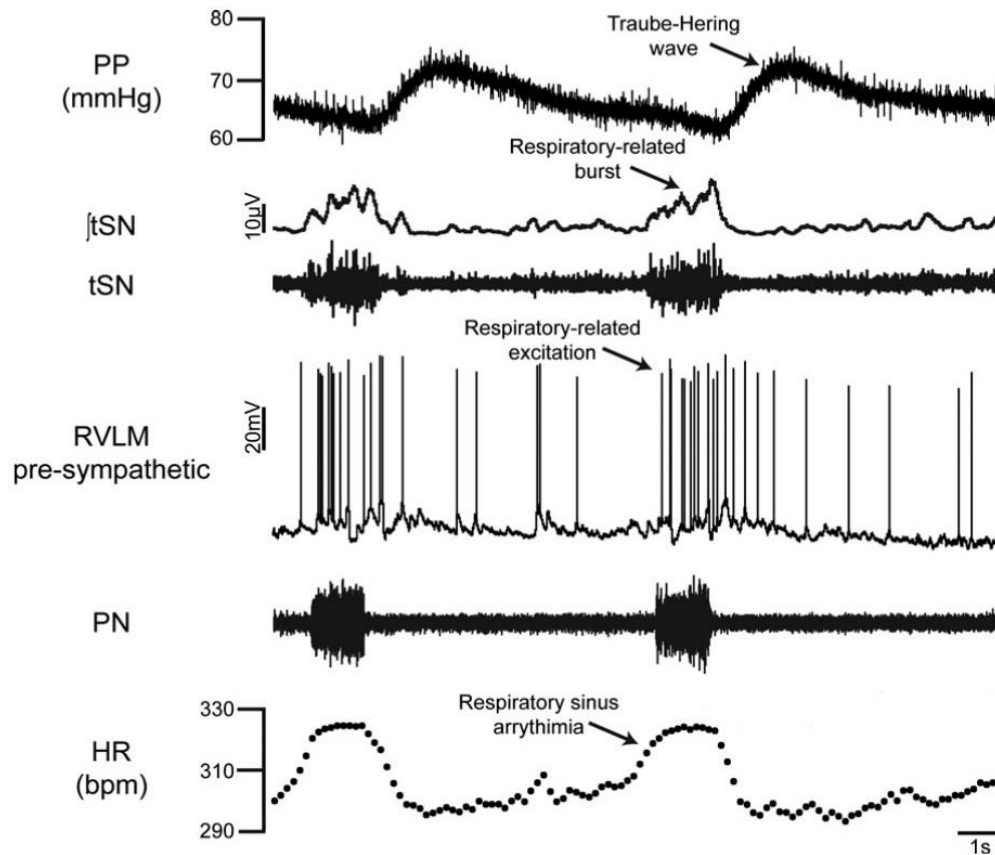 80
Traube-Hering
wave
PP
(mmHg)
70
60
Respiratory-related
burst
∫tSN
10µV
tSN
Respiratory-related
excitation
20mV
RVLM
pre-sympathetic
PN
330
Respiratory sinus
arrythimia
HR
(bpm)
310
290
1s